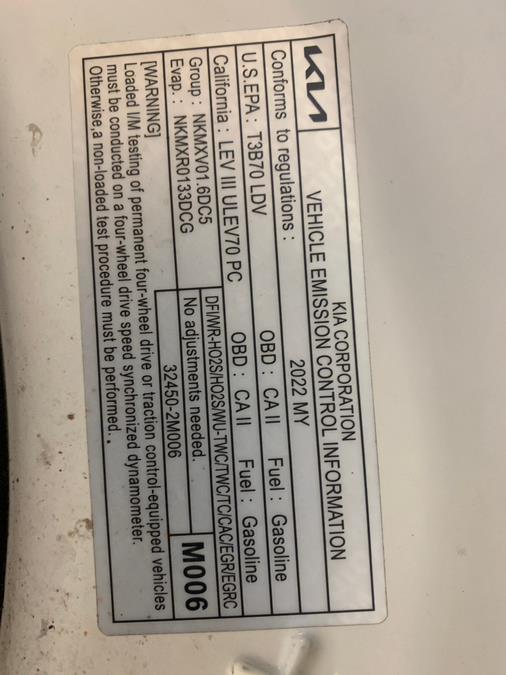 KIA
KIA CORPORATION
VEHICLE EMISSION CONTROL INFORMATION
Conforms to regulations : 2022 MY
U.S.EPA : T3B70 LDV OBD : CA II Fuel : Gasoline
California : LEV III ULEV70 PC OBD : CA II Fuel : Gasoline
Group : NKMXV01.6DC5
Evap. : NKMXR0133DCG
DFI/WR-HO2S/HO2S/WU-TWC/TWC/TC/CAC/EGR/EGRC
No adjustments needed.
32450-2M006
M006
[WARNING]
Loaded I/M testing of permanent four-wheel drive or traction control-equipped vehicles
must be conducted on a four-wheel drive speed synchronized dynamometer.
Otherwise,a non-loaded test procedure must be performed.